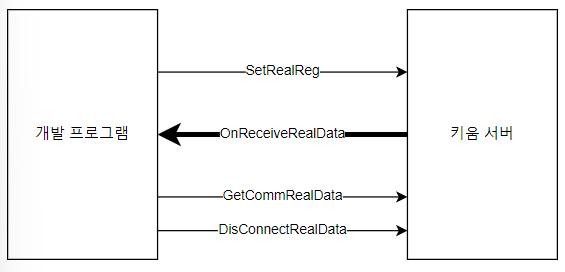 SetRealReg
개발 프로그램
OnReceiveRealData
키움 서버
GetCommRealData
DisConnectRealData